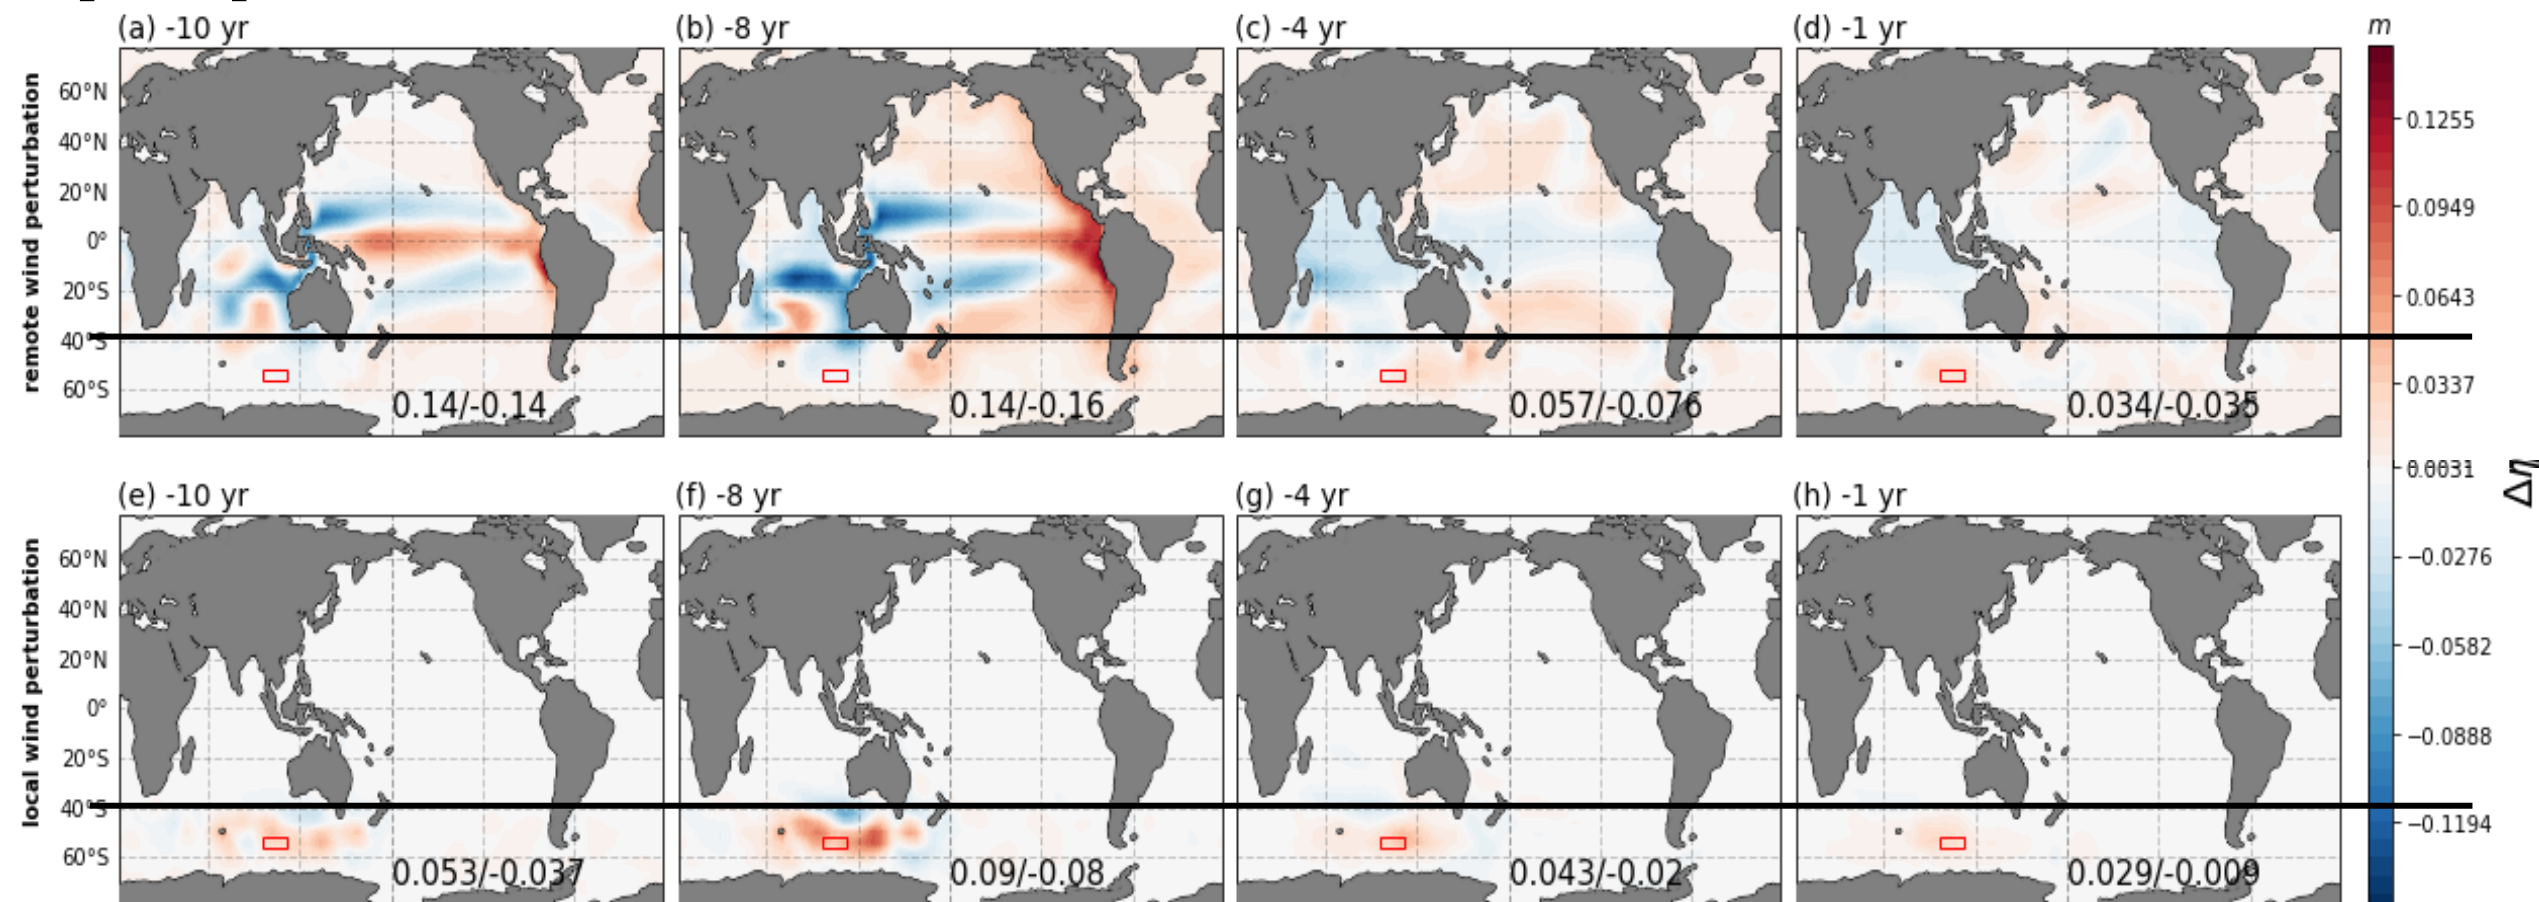 (a) -10 yr
(b) -8 yr
(c) -4 yr
(d) -1 yr
m
remote wind perturbation
60°N
40°N
20°N
0°
20°S
40°S
60°S
0.14/-0.14
0.14/-0.16
0.057/-0.076
0.034/-0.035
0.1255
0.0949
0.0643
0.0337
0.0031
−0.0276
−0.0582
−0.0888
−0.1194
Δη
(e) -10 yr
(f) -8 yr
(g) -4 yr
(h) -1 yr
local wind perturbation
60°N
40°N
20°N
0°
20°S
40°S
60°S
0.053/-0.037
0.09/-0.08
0.043/-0.02
0.029/-0.009